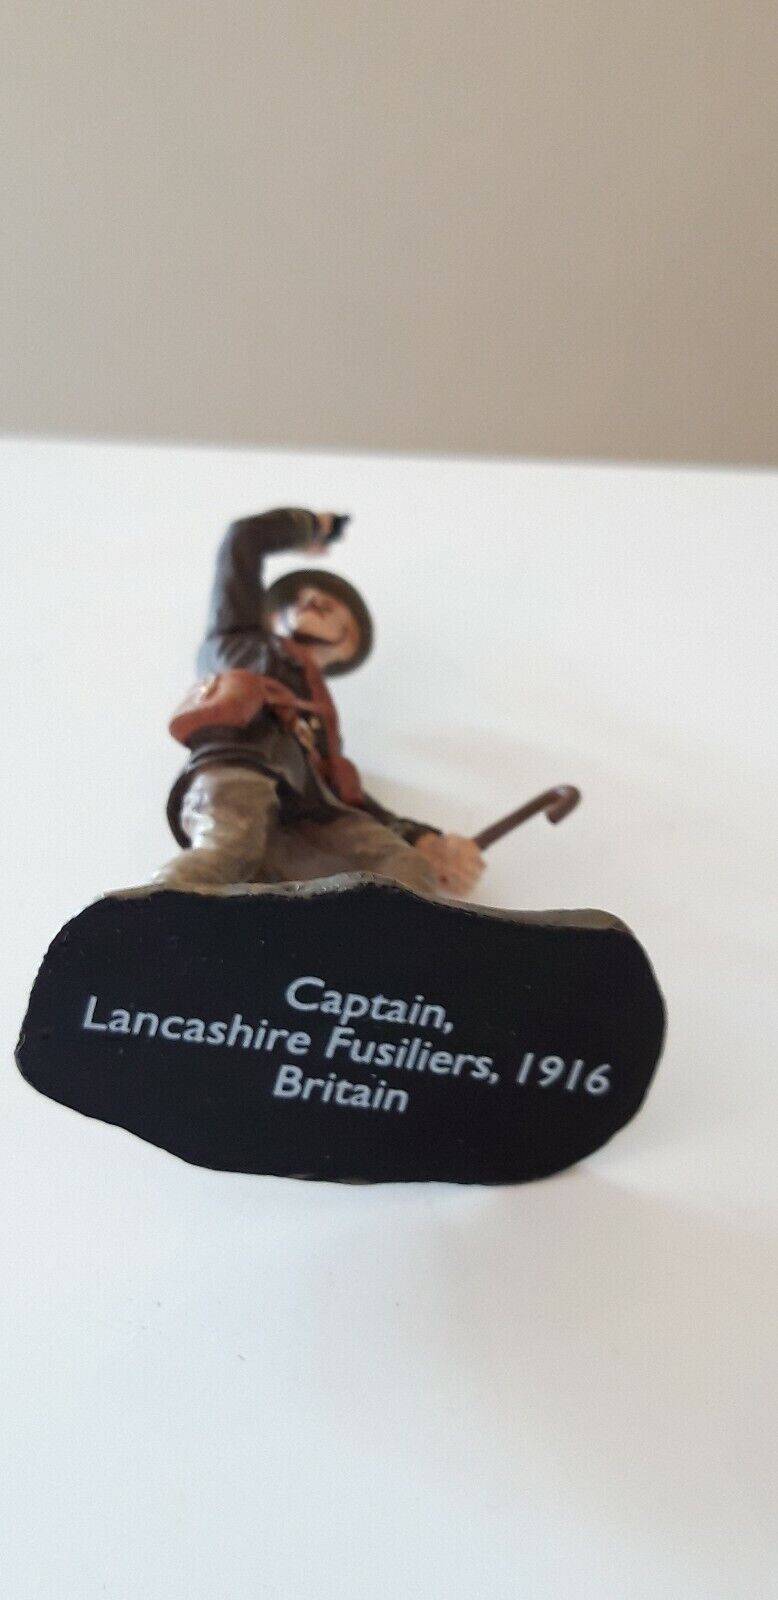 Captain,
Lancashire Fusiliers, 1916
Britain